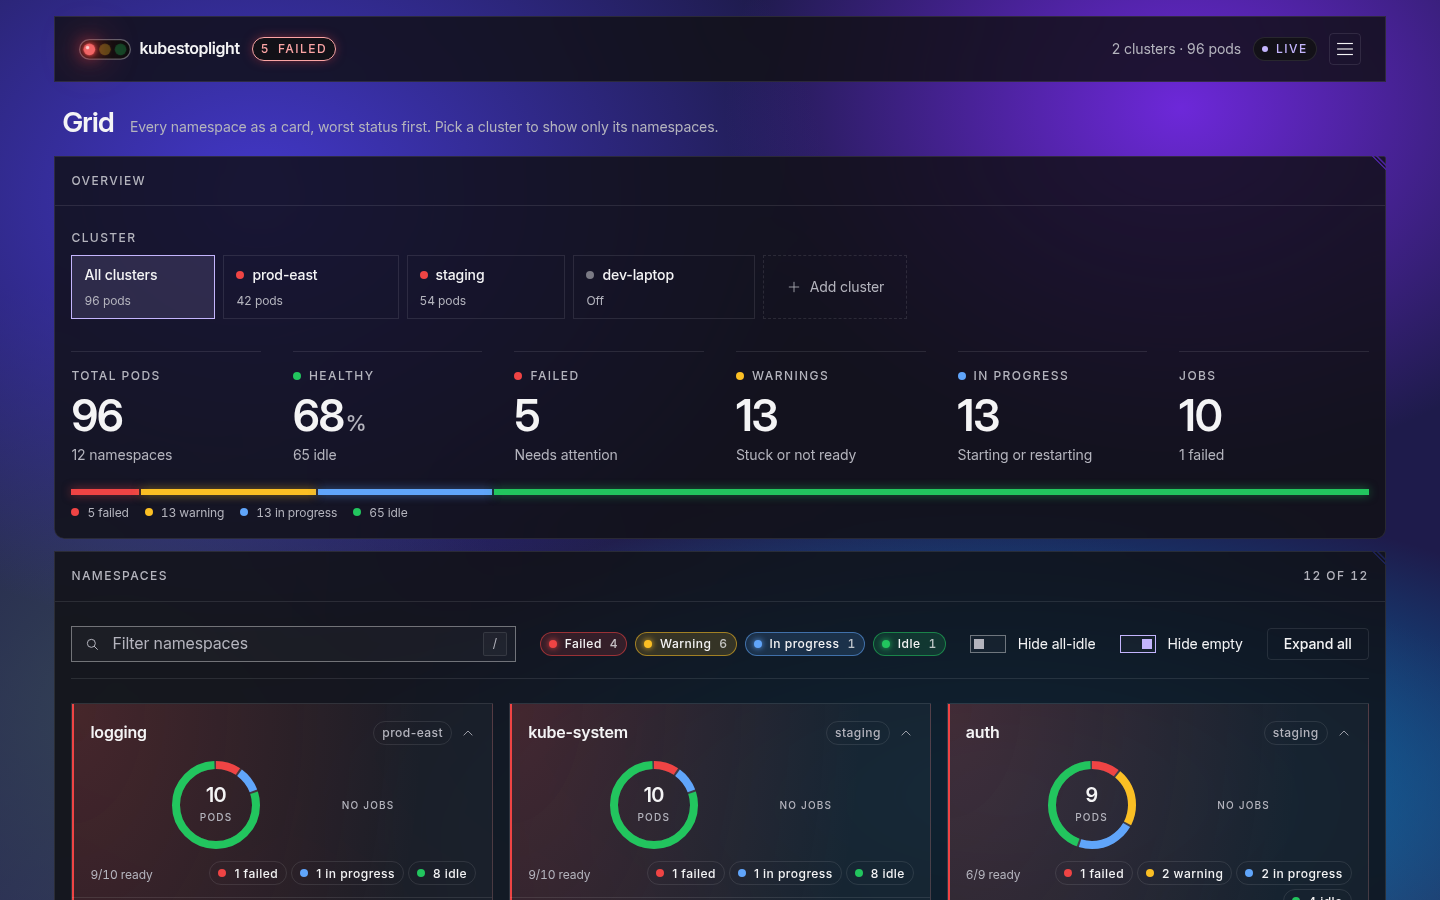 kubestoplight 5 FAILED 2 clusters · 96 pods LIVE
Grid Every namespace as a card, worst status first. Pick a cluster to show only its namespaces.
OVERVIEW
CLUSTER
All clusters prod-east staging dev-laptop + Add cluster
96 pods 42 pods 54 pods Off
TOTAL PODS HEALTHY FAILED WARNINGS IN PROGRESS JOBS
96 68% 5 13 13 10
12 namespaces 65 idle Needs attention Stuck or not ready Starting or restarting 1 failed
5 failed 13 warning 13 in progress 65 idle
NAMESPACES 12 OF 12
Filter namespaces / Failed 4 Warning 6 In progress 1 Idle 1 Hide all-idle Hide empty Expand all
logging prod-east kube-system staging auth staging
10 NO JOBS 10 NO JOBS 9 NO JOBS
PODS PODS PODS
9/10 ready 1 failed 1 in progress 8 idle 9/10 ready 1 failed 1 in progress 8 idle 6/9 ready 1 failed 2 warning 2 in progress
4 idle